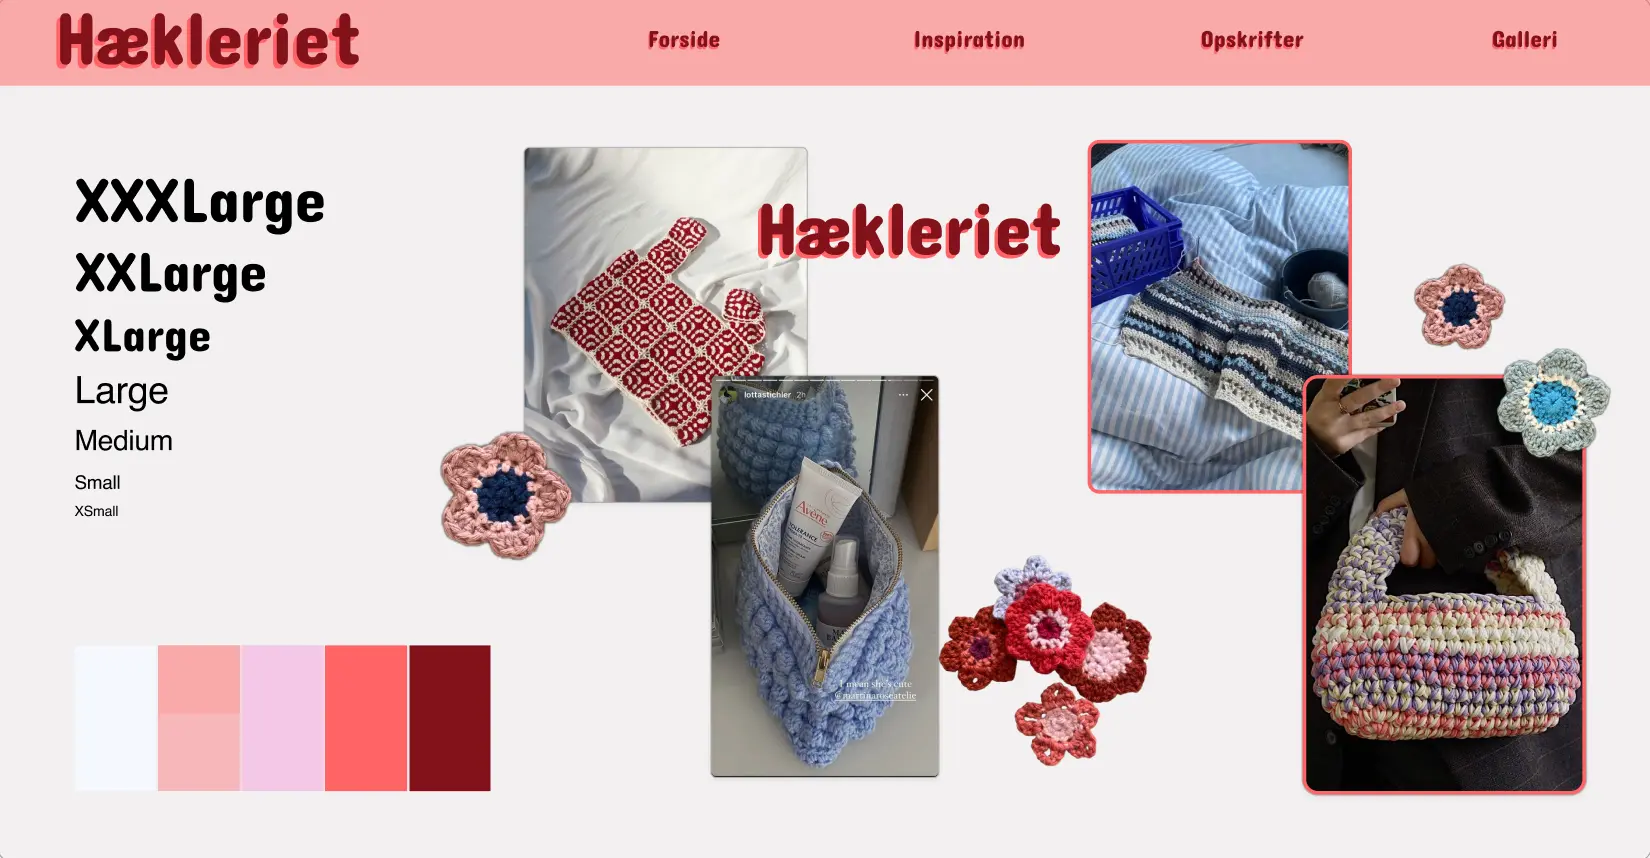 Hækleriet
Forside
Inspiration
Opskrifter
Galleri
XXXLarge
XXLarge
XLarge
Large
Medium
Small
XSmall
Hækleriet
lottastichler 2h
Avène
TOLERANCE
I mean she's cute
@martinaroseatelie